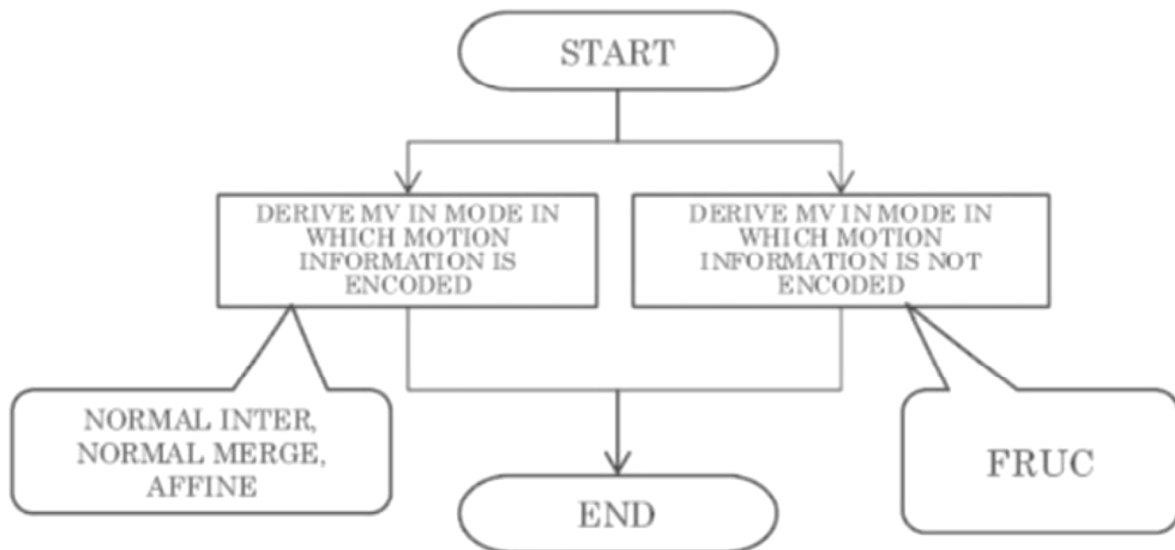 START
DERIVE MV IN MODE IN
WHICH MOTION
INFORMATION IS
ENCODED
DERIVE MV IN MODE IN
WHICH MOTION
INFORMATION IS NOT
ENCODED
NORMAL INTER,
NORMAL MERGE,
AFFINE
FRUC
END